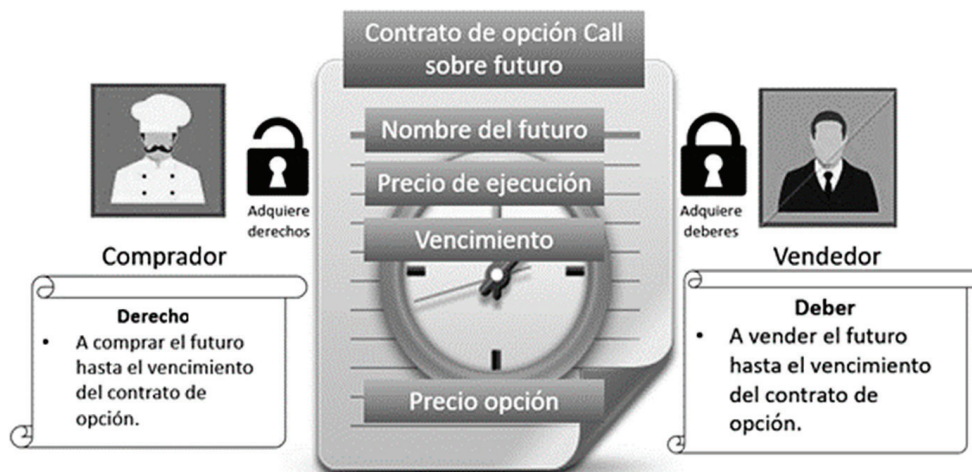 Contrato de opción Call
sobre futuro
Nombre del futuro
Precio de ejecución
Vencimiento
Precio opción
Adquiere
derechos
Comprador
Derecho
• A comprar el futuro
hasta el vencimiento
del contrato de
opción.
Adquiere
deberes
Vendedor
Deber
• A vender el futuro
hasta el vencimiento
del contrato de
opción.